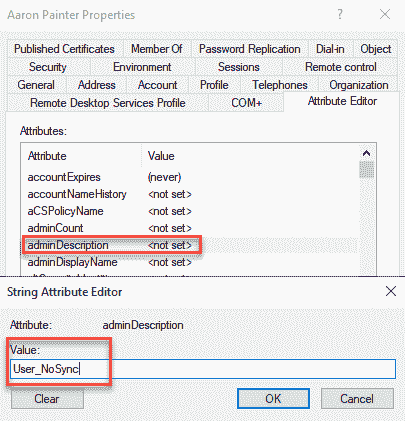 Aaron Painter Properties ? ×
Published Certificates Member Of Password Replication Dial-in Object
Security Environment Sessions Remote control
General Address Account Profile Telephones Organization
Remote Desktop Services Profile COM+ Attribute Editor
Attributes:
Attribute Value
accountExpires (never)
accountNameHistory <not set>
aCSPolicyName <not set>
adminCount <not set>
adminDescription <not set>
adminDisplayName <not set>
String Attribute Editor ×
Attribute: adminDescription
Value:
User_NoSync
Clear OK Cancel